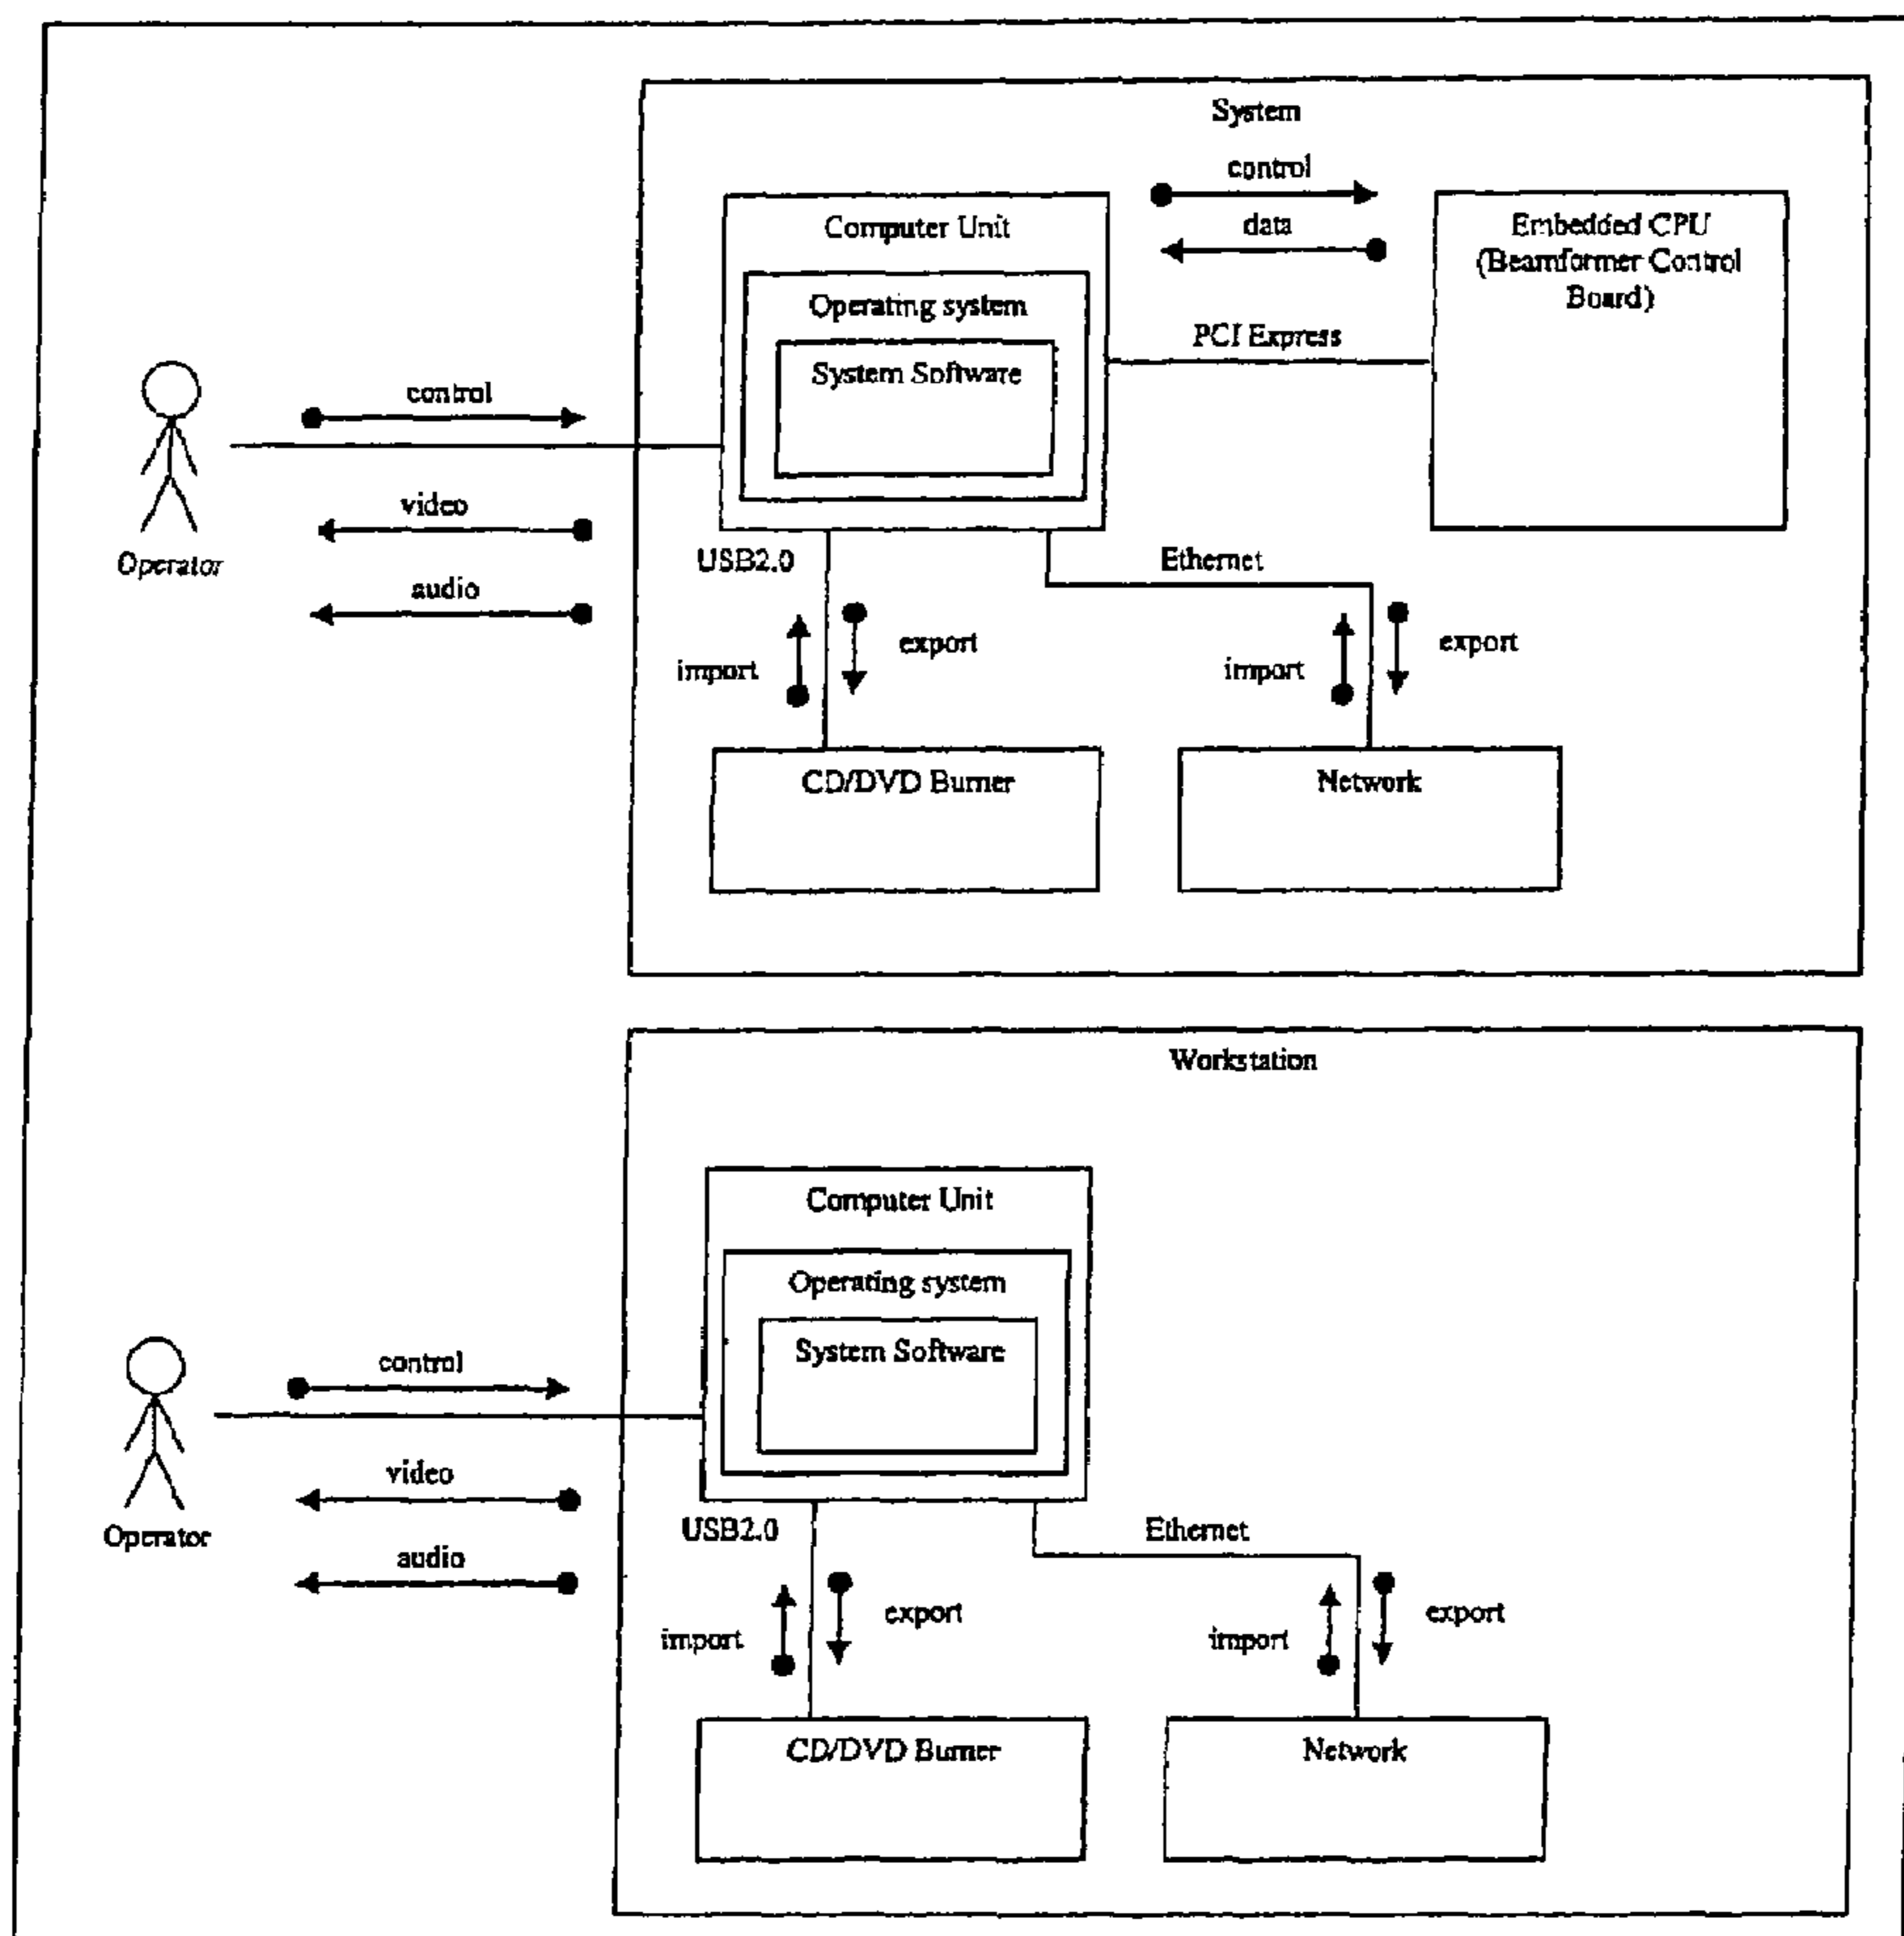 System
control
Computer Unit
data
Embedded CPU
(Beamformer Control
Board)
Operating system
PCI Express
System Software
control
video
Operator
USB2.0
Ethernet
audio
import
export
import
export
CD/DVD Burner
Network
Workstation
Computer Unit
Operating system
System Software
control
video
Operator
USB2.0
Ethernet
audio
import
export
import
export
CD/DVD Burner
Network